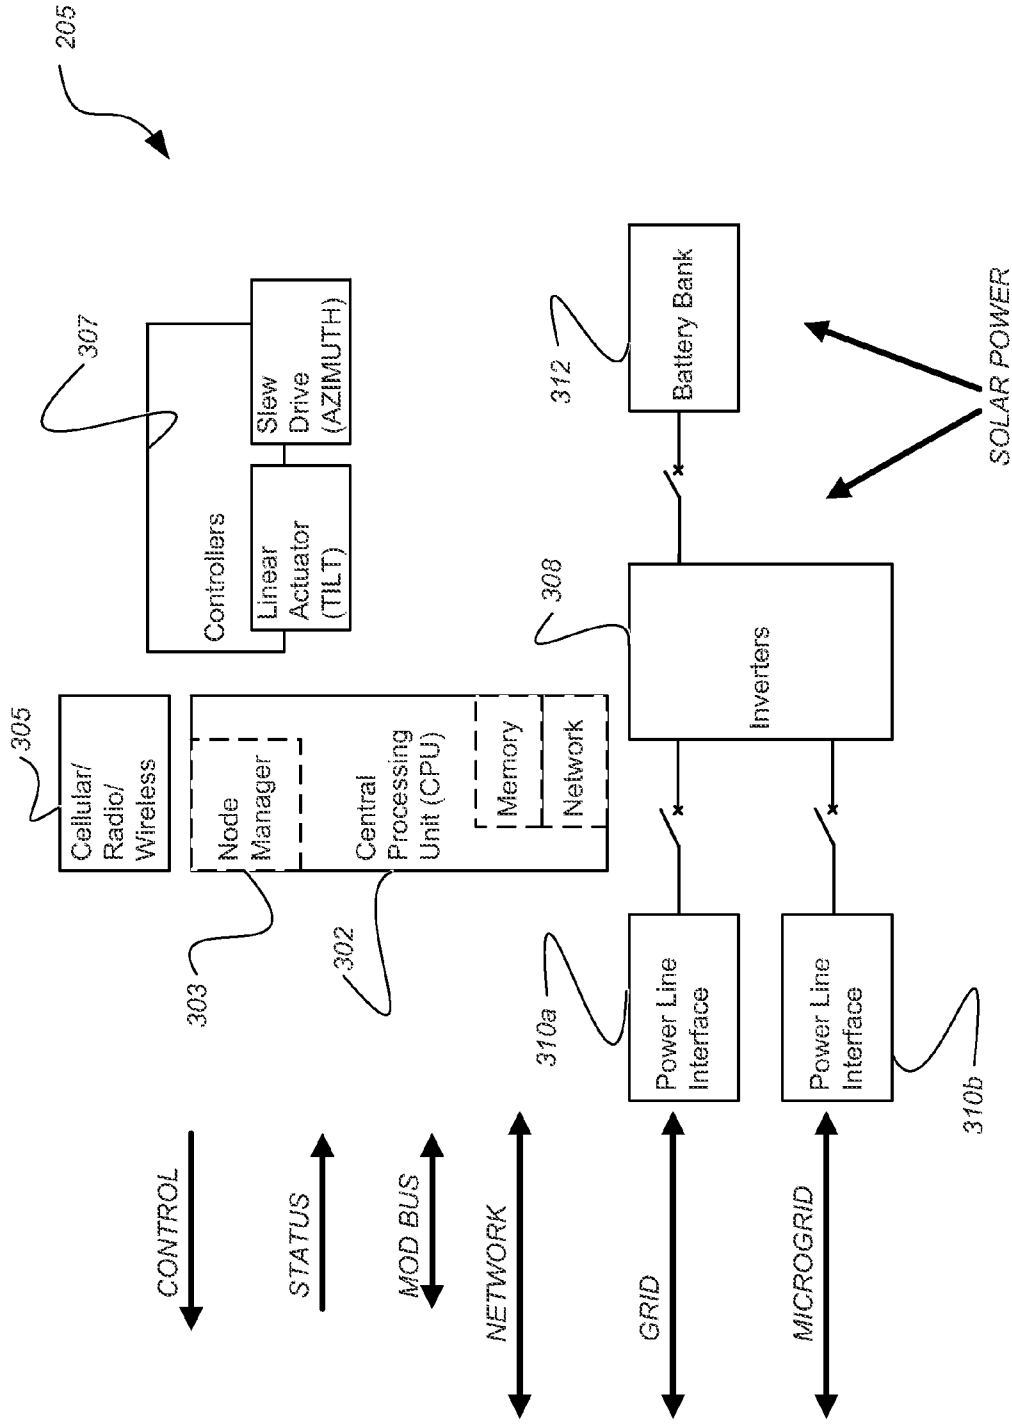 205
305
Cellular/
Radio/
Wireless
307
Controllers
Linear
Actuator
(TILT)
Slew
Drive
(AZIMUTH)
303
Node
Manager
302
Central
Processing
Unit (CPU)
Memory
Network
CONTROL
STATUS
MOD BUS
NETWORK
GRID
MICROGRID
310a
Power Line
Interface
310b
Power Line
Interface
308
Inverters
312
Battery Bank
SOLAR POWER